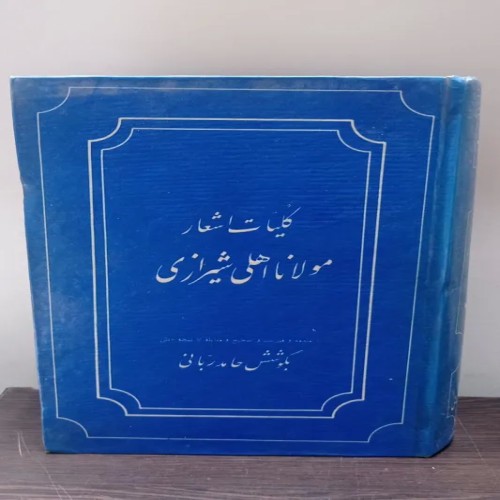 کلیات اشعار
مولانا اهلی شیرازی
بکوشش حامد ربانی